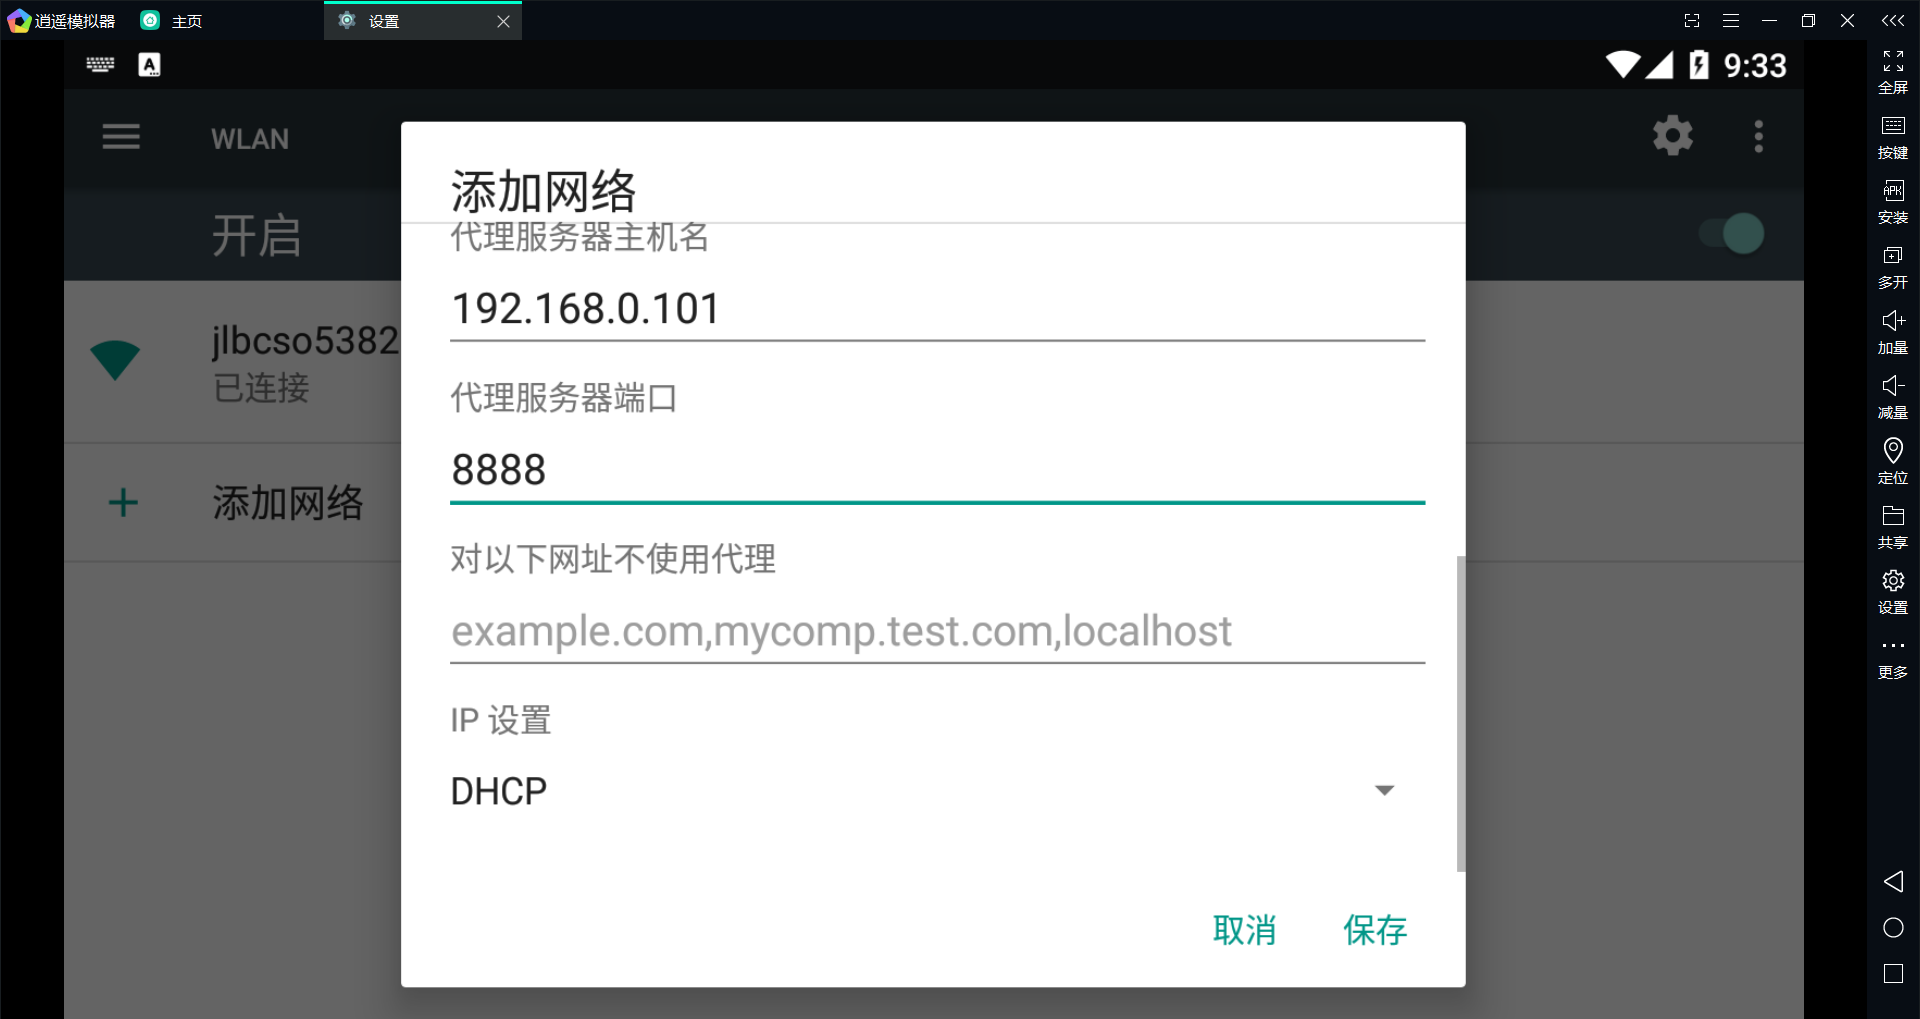 逍遥模拟器
主页
设置
9:33
全屏
WLAN
按键
添加网络
APK
安装
代理服务器主机名
开启
192.168.0.101
多开
加量
jlbcso5382
已连接
代理服务器端口
减量
8888
定位
添加网络
对以下网址不使用代理
共享
example.com,mycomp.test.com,localhost
设置
更多
IP 设置
DHCP
取消
保存
A